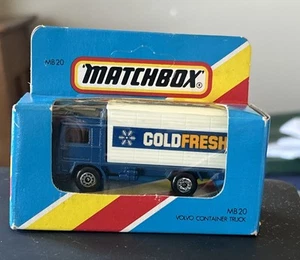 MB 20
MATCHBOX®
COLDFRESH
MB 20
VOLVO CONTAINER TRUCK